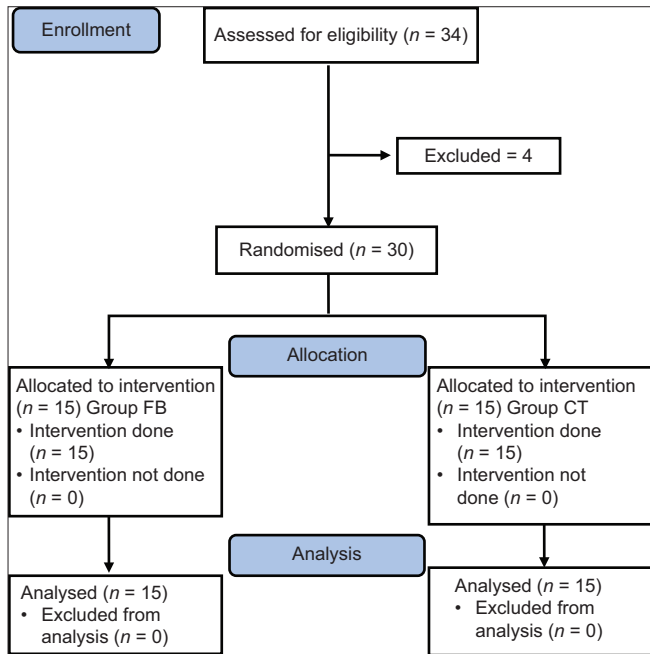 Enrollment
Assessed for eligibility (n = 34)
Excluded = 4
Randomised (n = 30)
Allocation
Allocated to intervention
(n = 15) Group FB
• Intervention done
(n = 15)
• Intervention not done
(n = 0)
Allocated to intervention
(n = 15) Group CT
• Intervention done
(n = 15)
• Intervention not
done (n = 0)
Analysis
Analysed (n = 15)
• Excluded from
analysis (n = 0)
Analysed (n = 15)
• Excluded from
analysis (n = 0)